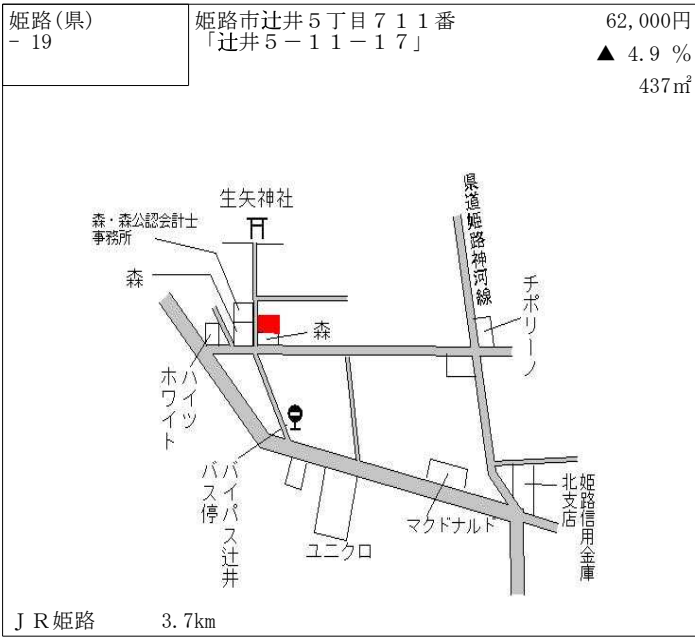 姫路(県)
- 19
姫路市辻井５丁目７１１番
「辻井５－１１－１７」
62,000円
▲ 4.9 %
437㎡
生矢神社
森・森公認会計士
事務所
森
森
県道姫路神河線
チポリーノ
ハイツ
ホワイト
バイパス辻井
バス停
ユニクロ
マクドナルド
姫路信用金庫
北支店
ＪＲ姫路
3.7km